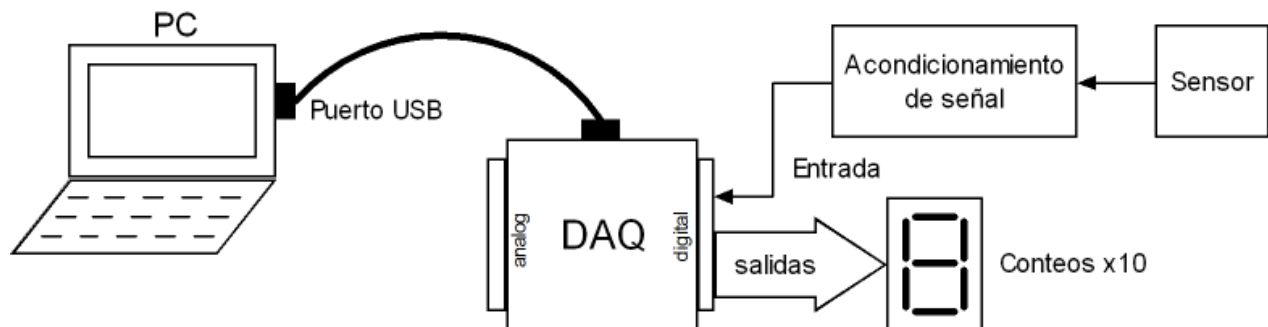 PC
Puerto USB
Acondicionamiento
de señal
Sensor
Entrada
analog
DAQ
digital
salidas
Conteos x10